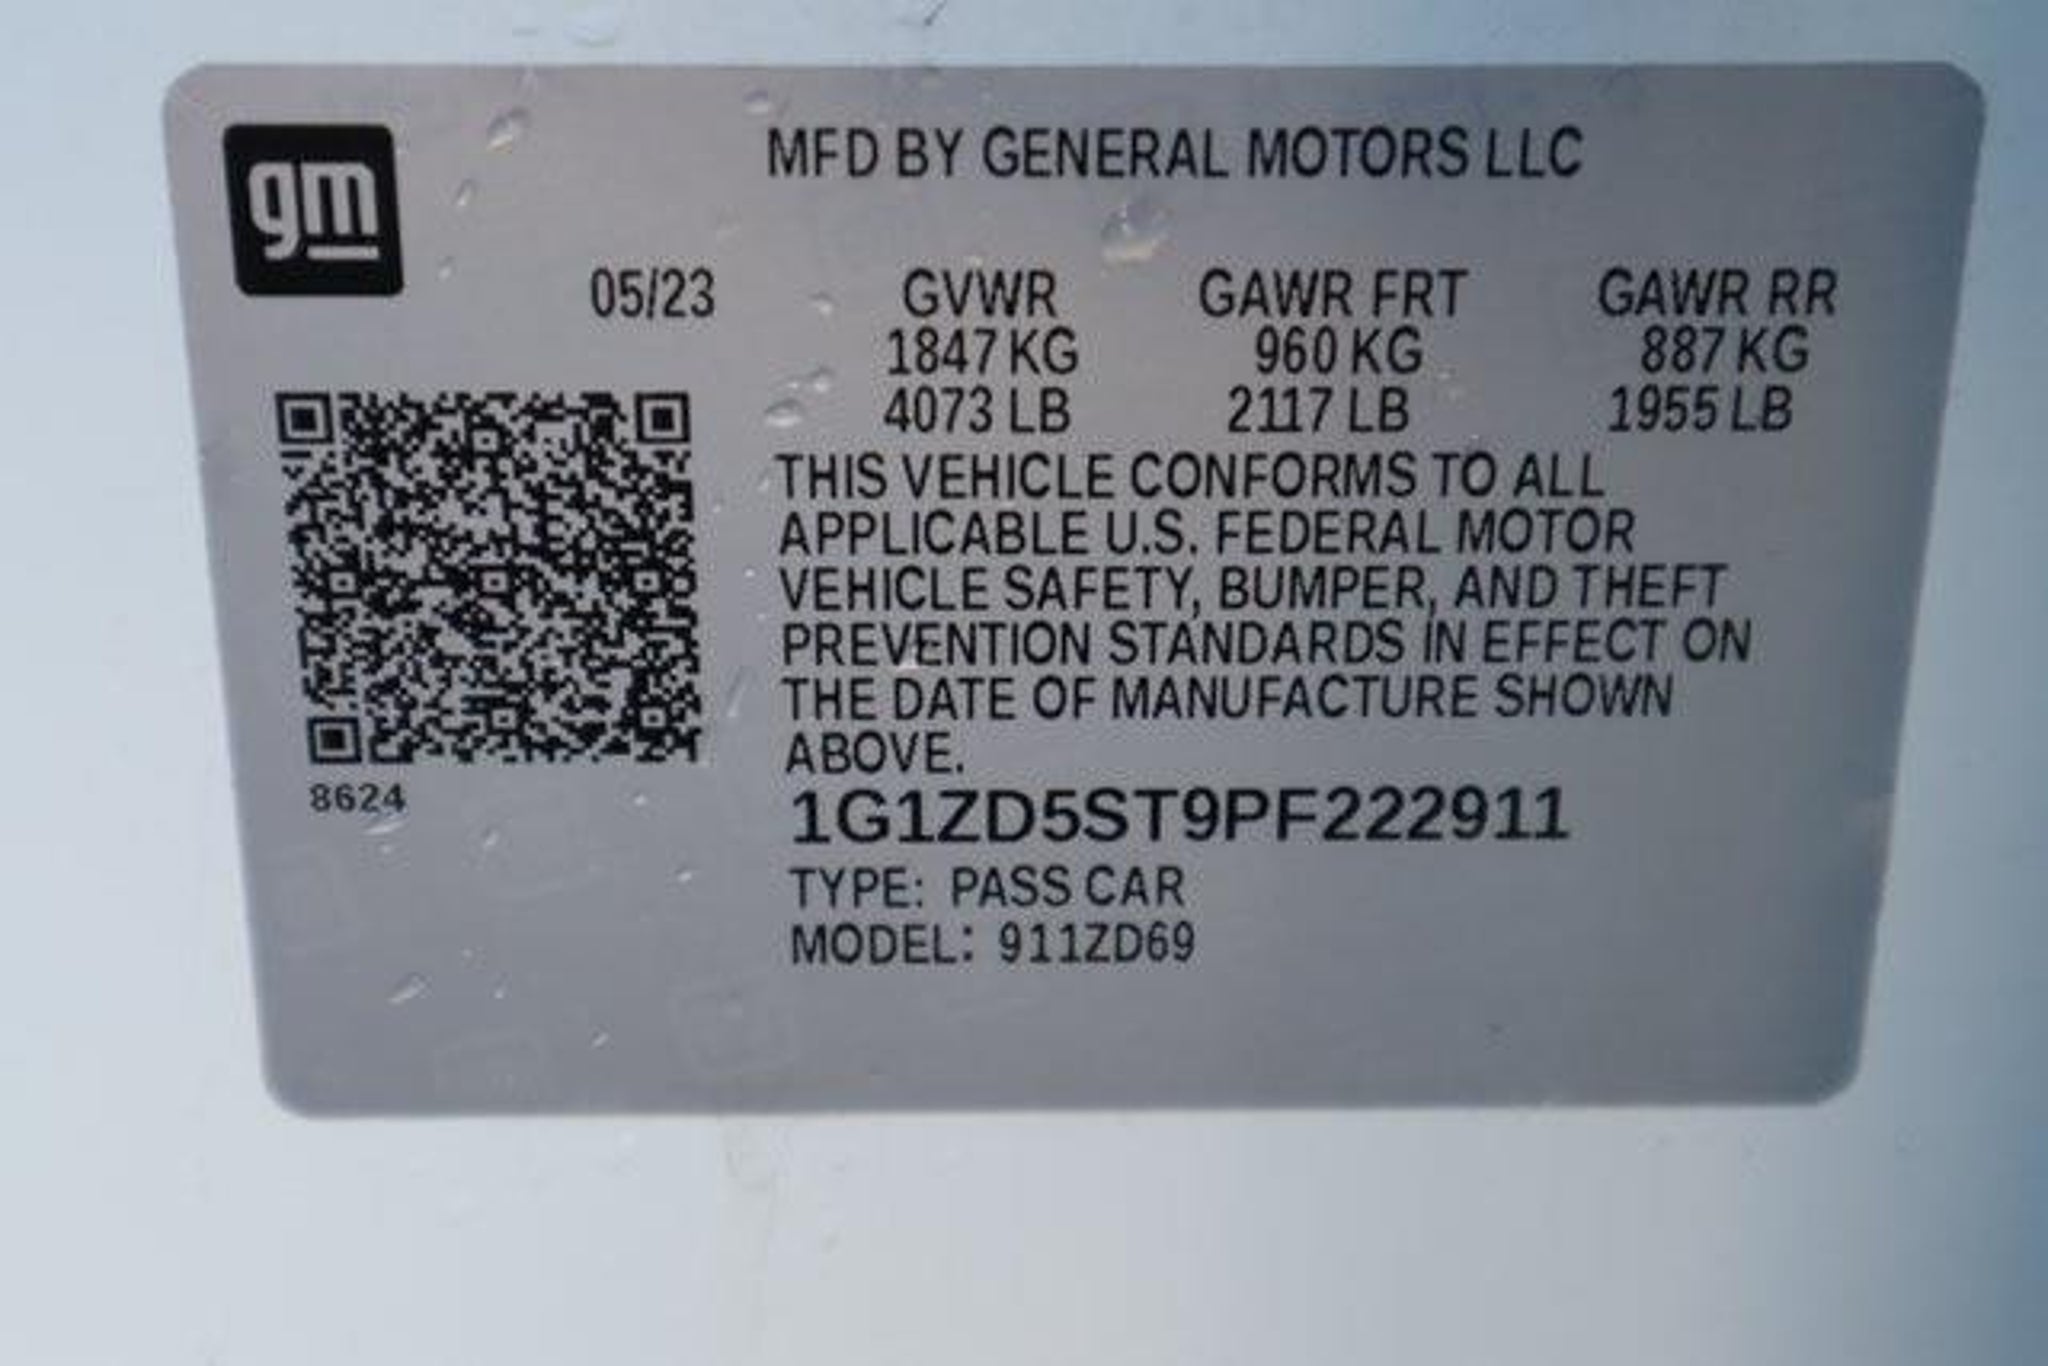 gm
MFD BY GENERAL MOTORS LLC
05/23 GVWR GAWR FRT GAWR RR
1847 KG 960 KG 887 KG
4073 LB 2117 LB 1955 LB
THIS VEHICLE CONFORMS TO ALL
APPLICABLE U.S. FEDERAL MOTOR
VEHICLE SAFETY, BUMPER, AND THEFT
PREVENTION STANDARDS IN EFFECT ON
THE DATE OF MANUFACTURE SHOWN
ABOVE.
8624
1G1ZD5ST9PF222911
TYPE: PASS CAR
MODEL: 911ZD69